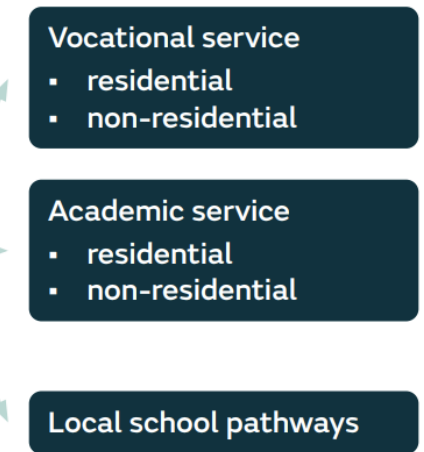 Vocational service
▪ residential
▪ non-residential
Academic service
▪ residential
▪ non-residential
Local school pathways